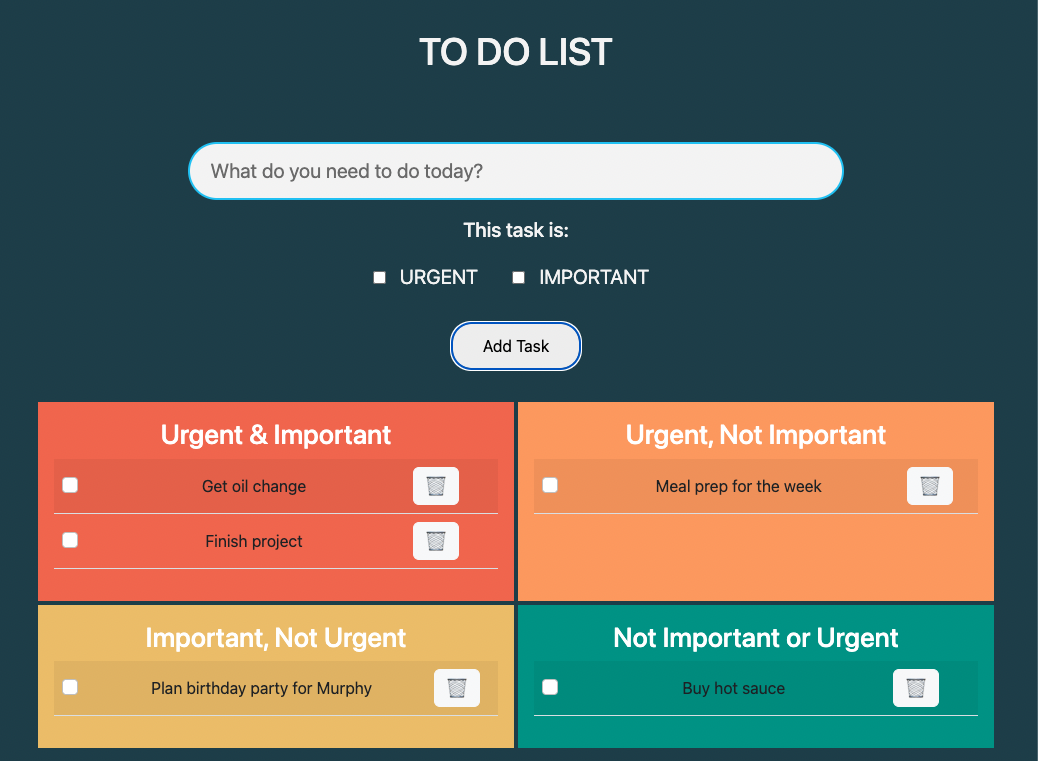 TO DO LIST
What do you need to do today?
This task is:
URGENT IMPORTANT
Add Task
Urgent & Important
Get oil change
Finish project
Urgent, Not Important
Meal prep for the week
Important, Not Urgent
Plan birthday party for Murphy
Not Important or Urgent
Buy hot sauce